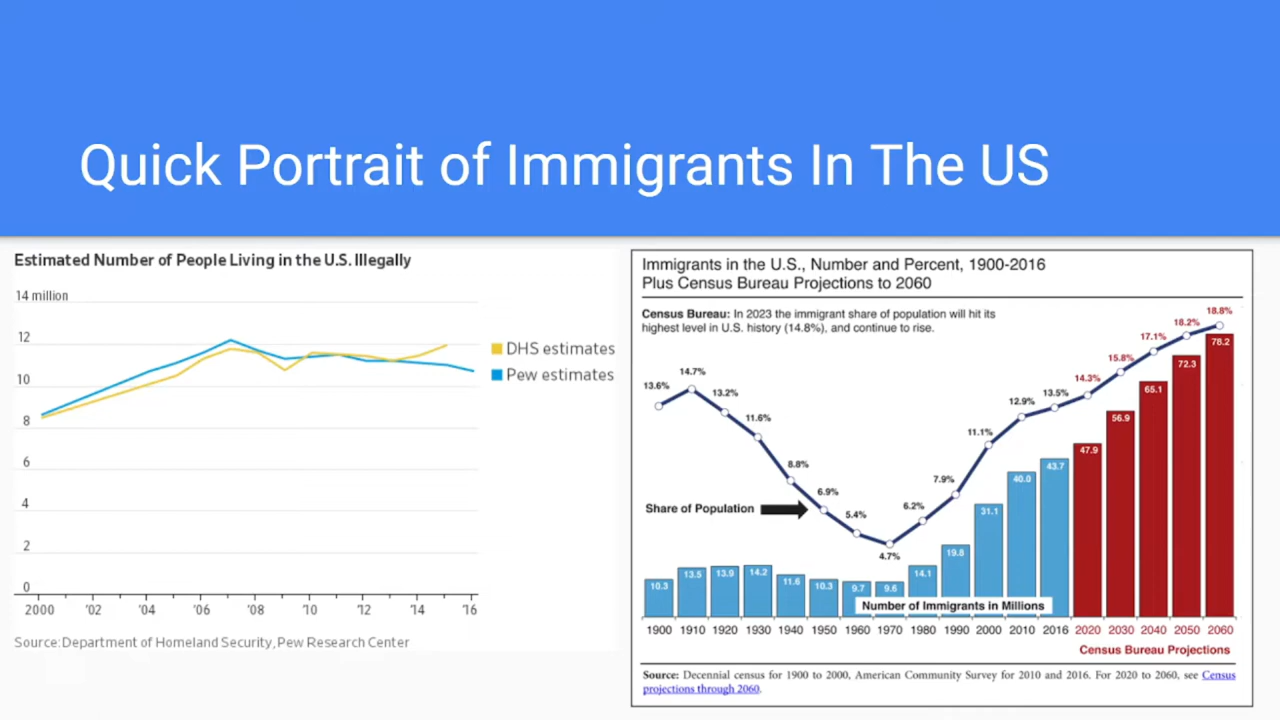 Quick Portrait of Immigrants In The US
Estimated Number of People Living in the U.S. Illegally
14 million
12
10
8
6
4
2
0
2000 '02 '04 '06 '08 '10 '12 '14 '16
DHS estimates
Pew estimates
Source: Department of Homeland Security, Pew Research Center
Immigrants in the U.S., Number and Percent, 1900-2016
Plus Census Bureau Projections to 2060
Census Bureau: In 2023 the immigrant share of population will hit its
highest level in U.S. history (14.8%), and continue to rise.
13.6% 14.7% 13.2% 11.6% 8.8% 6.9% 5.4% 4.7% 6.2% 7.9% 11.1% 12.9% 13.5% 14.3% 15.8% 17.1% 18.2% 18.8%
Share of Population
10.3 13.5 13.9 14.2 11.6 10.3 9.7 9.6 14.1 19.8 31.1 40.0 43.7 47.9 56.9 65.1 72.3 78.2
Number of Immigrants in Millions
1900 1910 1920 1930 1940 1950 1960 1970 1980 1990 2000 2010 2016 2020 2030 2040 2050 2060
Census Bureau Projections
Source: Decennial census for 1900 to 2000, American Community Survey for 2010 and 2016. For 2020 to 2060, see Census
projections through 2060.